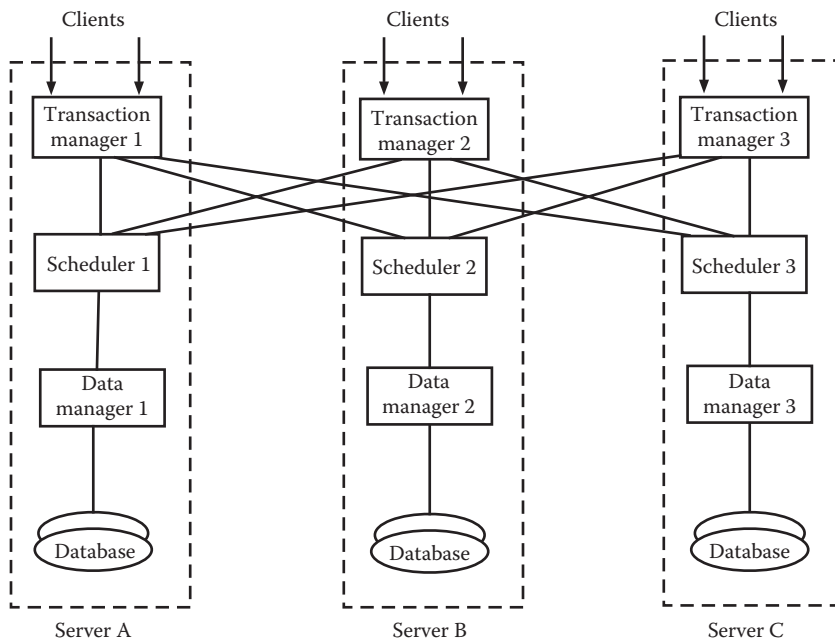 Clients
Clients
Clients
Transaction
manager 1
Transaction
manager 2
Transaction
manager 3
Scheduler 1
Scheduler 2
Scheduler 3
Data
manager 1
Data
manager 2
Data
manager 3
Database
Database
Database
Server A
Server B
Server C